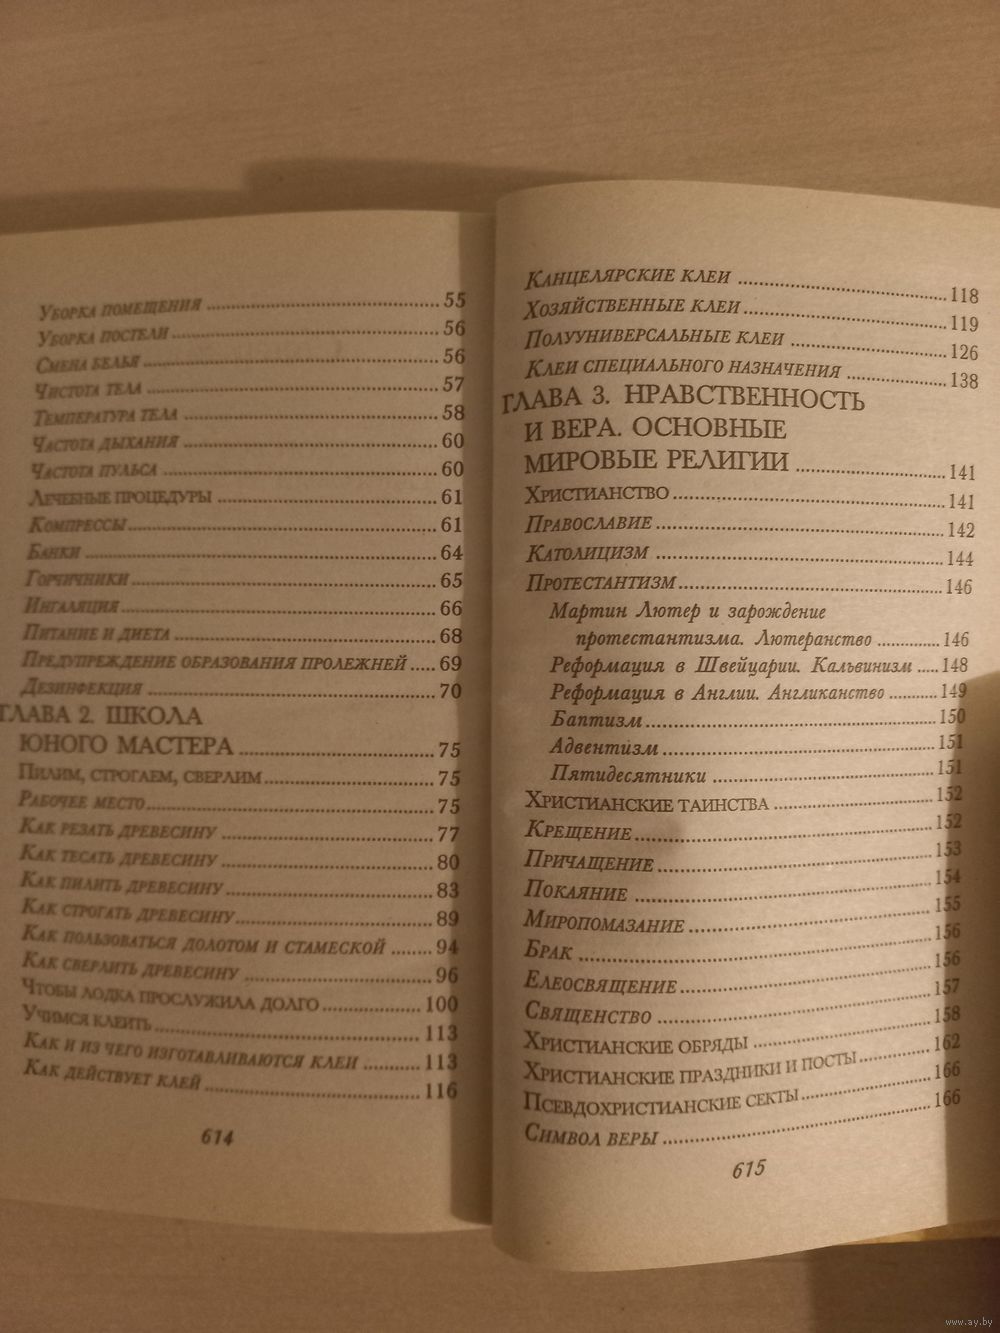 Уборка помещения ........ 55
Уборка постели ........ 56
Смена белья ........ 56
Чистота тела ........ 57
Температура тела ........ 58
Частота дыхания ........ 60
Частота пульса ........ 60
Лечебные процедуры ........ 61
Компрессы ........ 61
Банки ........ 64
Горчичники ........ 65
Ингаляция ........ 66
Питание и диета ........ 68
Предупреждение образования пролежней ..... 69
Дезинфекция ........ 70
ГЛАВА 2. ШКОЛА
ЮНОГО МАСТЕРА ........ 75
Пилим, строгаем, сверлим ........ 75
Рабочее место ........ 75
Как резать древесину ........ 77
Как тесать древесину ........ 80
Как пилить древесину ........ 83
Как строгать древесину ........ 89
Как пользоваться долотом и стамеской ....... 94
Как сверлить древесину ........ 96
Чтобы лодка прослужила долго ........ 100
Учимся клеить ........ 113
Как и из чего изготавливаются клеи ........ 113
Как действует клей ........ 116
614
Канцелярские клеи ........ 118
Хозяйственные клеи ........ 119
Полууниверсальные клеи ........ 126
Клеи специального назначения ........ 138
ГЛАВА 3. НРАВСТВЕННОСТЬ
И ВЕРА. ОСНОВНЫЕ
МИРОВЫЕ РЕЛИГИИ ........ 141
Христианство ........ 141
Православие ........ 142
Католицизм ........ 144
Протестантизм ........ 146
Мартин Лютер и зарождение
протестантизма. Лютеранство ........ 146
Реформация в Швейцарии. Кальвинизм ..... 148
Реформация в Англии. Англиканство ........ 149
Баптизм ........ 150
Адвентизм ........ 151
Пятидесятники ........ 151
Христианские таинства ........ 152
Крещение ........ 152
Причащение ........ 153
Покаяние ........ 154
Миропомазание ........ 155
Брак ........ 156
Елеосвящение ........ 156
Священство ........ 157
Христианские обряды ........ 158
Христианские праздники и посты ........ 162
Псевдохристианские секты ........ 166
Символ веры ........ 166
615
www.ay.by